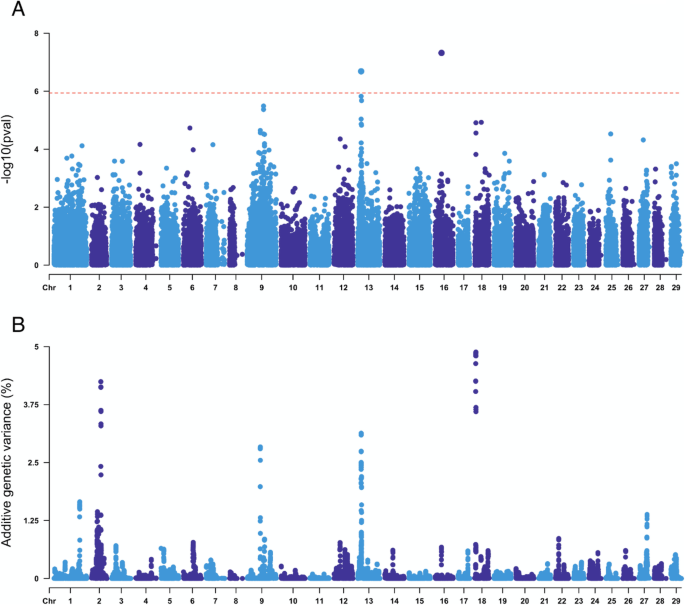 A
-log10(pval)
8
6
4
2
0
Chr 1 2 3 4 5 6 7 8 9 10 11 12 13 14 15 16 17 18 19 20 21 22 23 24 25 26 27 28 29
B
Additive genetic variance (%)
5
3.75
2.5
1.25
0
Chr 1 2 3 4 5 6 7 8 9 10 11 12 13 14 15 16 17 18 19 20 21 22 23 24 25 26 27 28 29